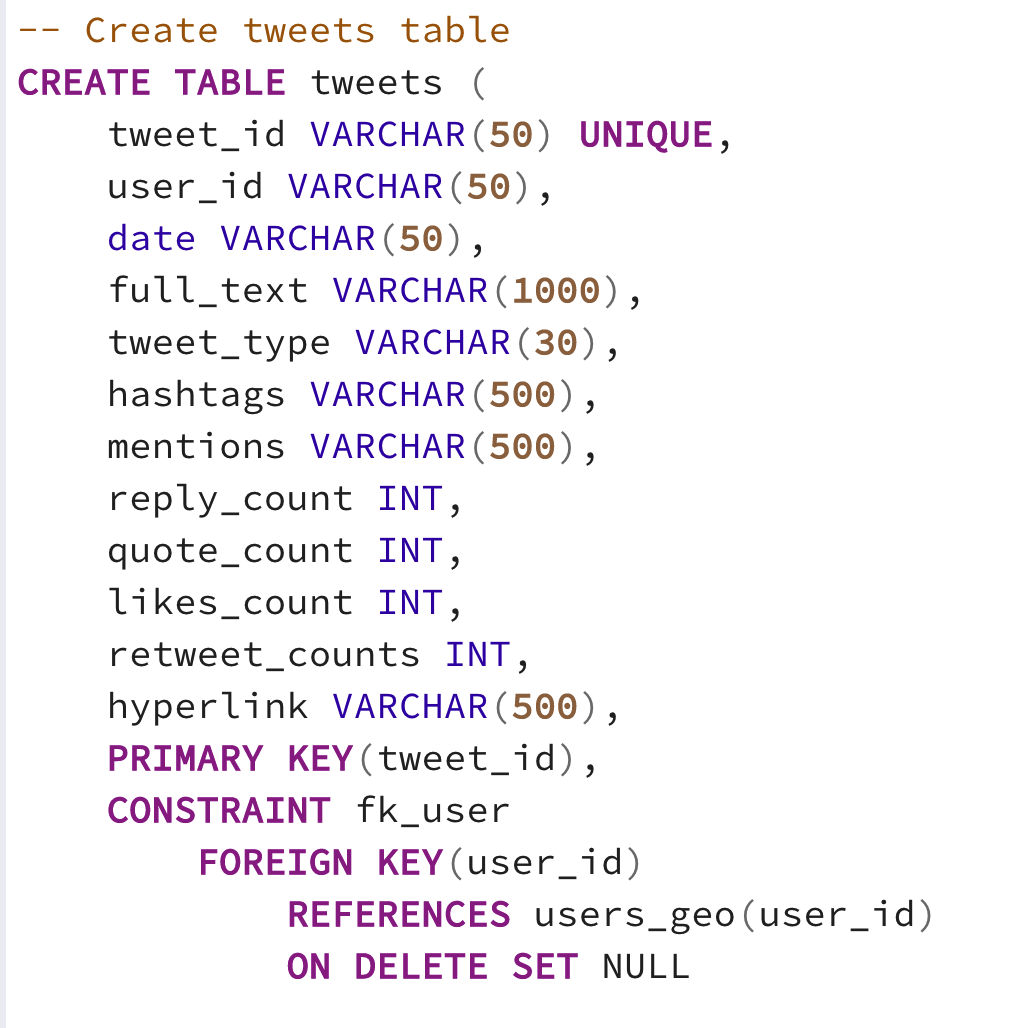 -- Create tweets table
CREATE TABLE tweets (
    tweet_id VARCHAR(50) UNIQUE,
    user_id VARCHAR(50),
    date VARCHAR(50),
    full_text VARCHAR(1000),
    tweet_type VARCHAR(30),
    hashtags VARCHAR(500),
    mentions VARCHAR(500),
    reply_count INT,
    quote_count INT,
    likes_count INT,
    retweet_counts INT,
    hyperlink VARCHAR(500),
    PRIMARY KEY(tweet_id),
    CONSTRAINT fk_user
        FOREIGN KEY(user_id)
            REFERENCES users_geo(user_id)
            ON DELETE SET NULL